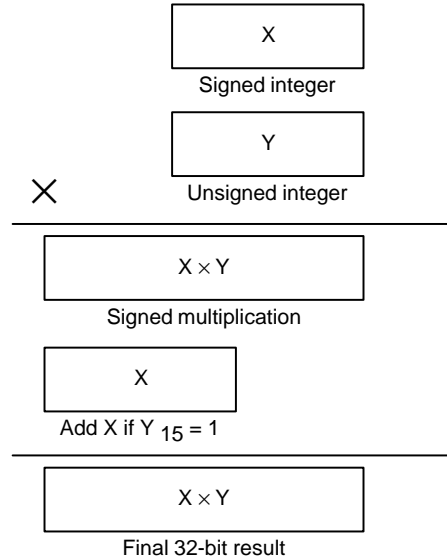 X
Signed integer
Y
×
Unsigned integer
X × Y
Signed multiplication
X
Add X if Y 15 = 1
X × Y
Final 32-bit result